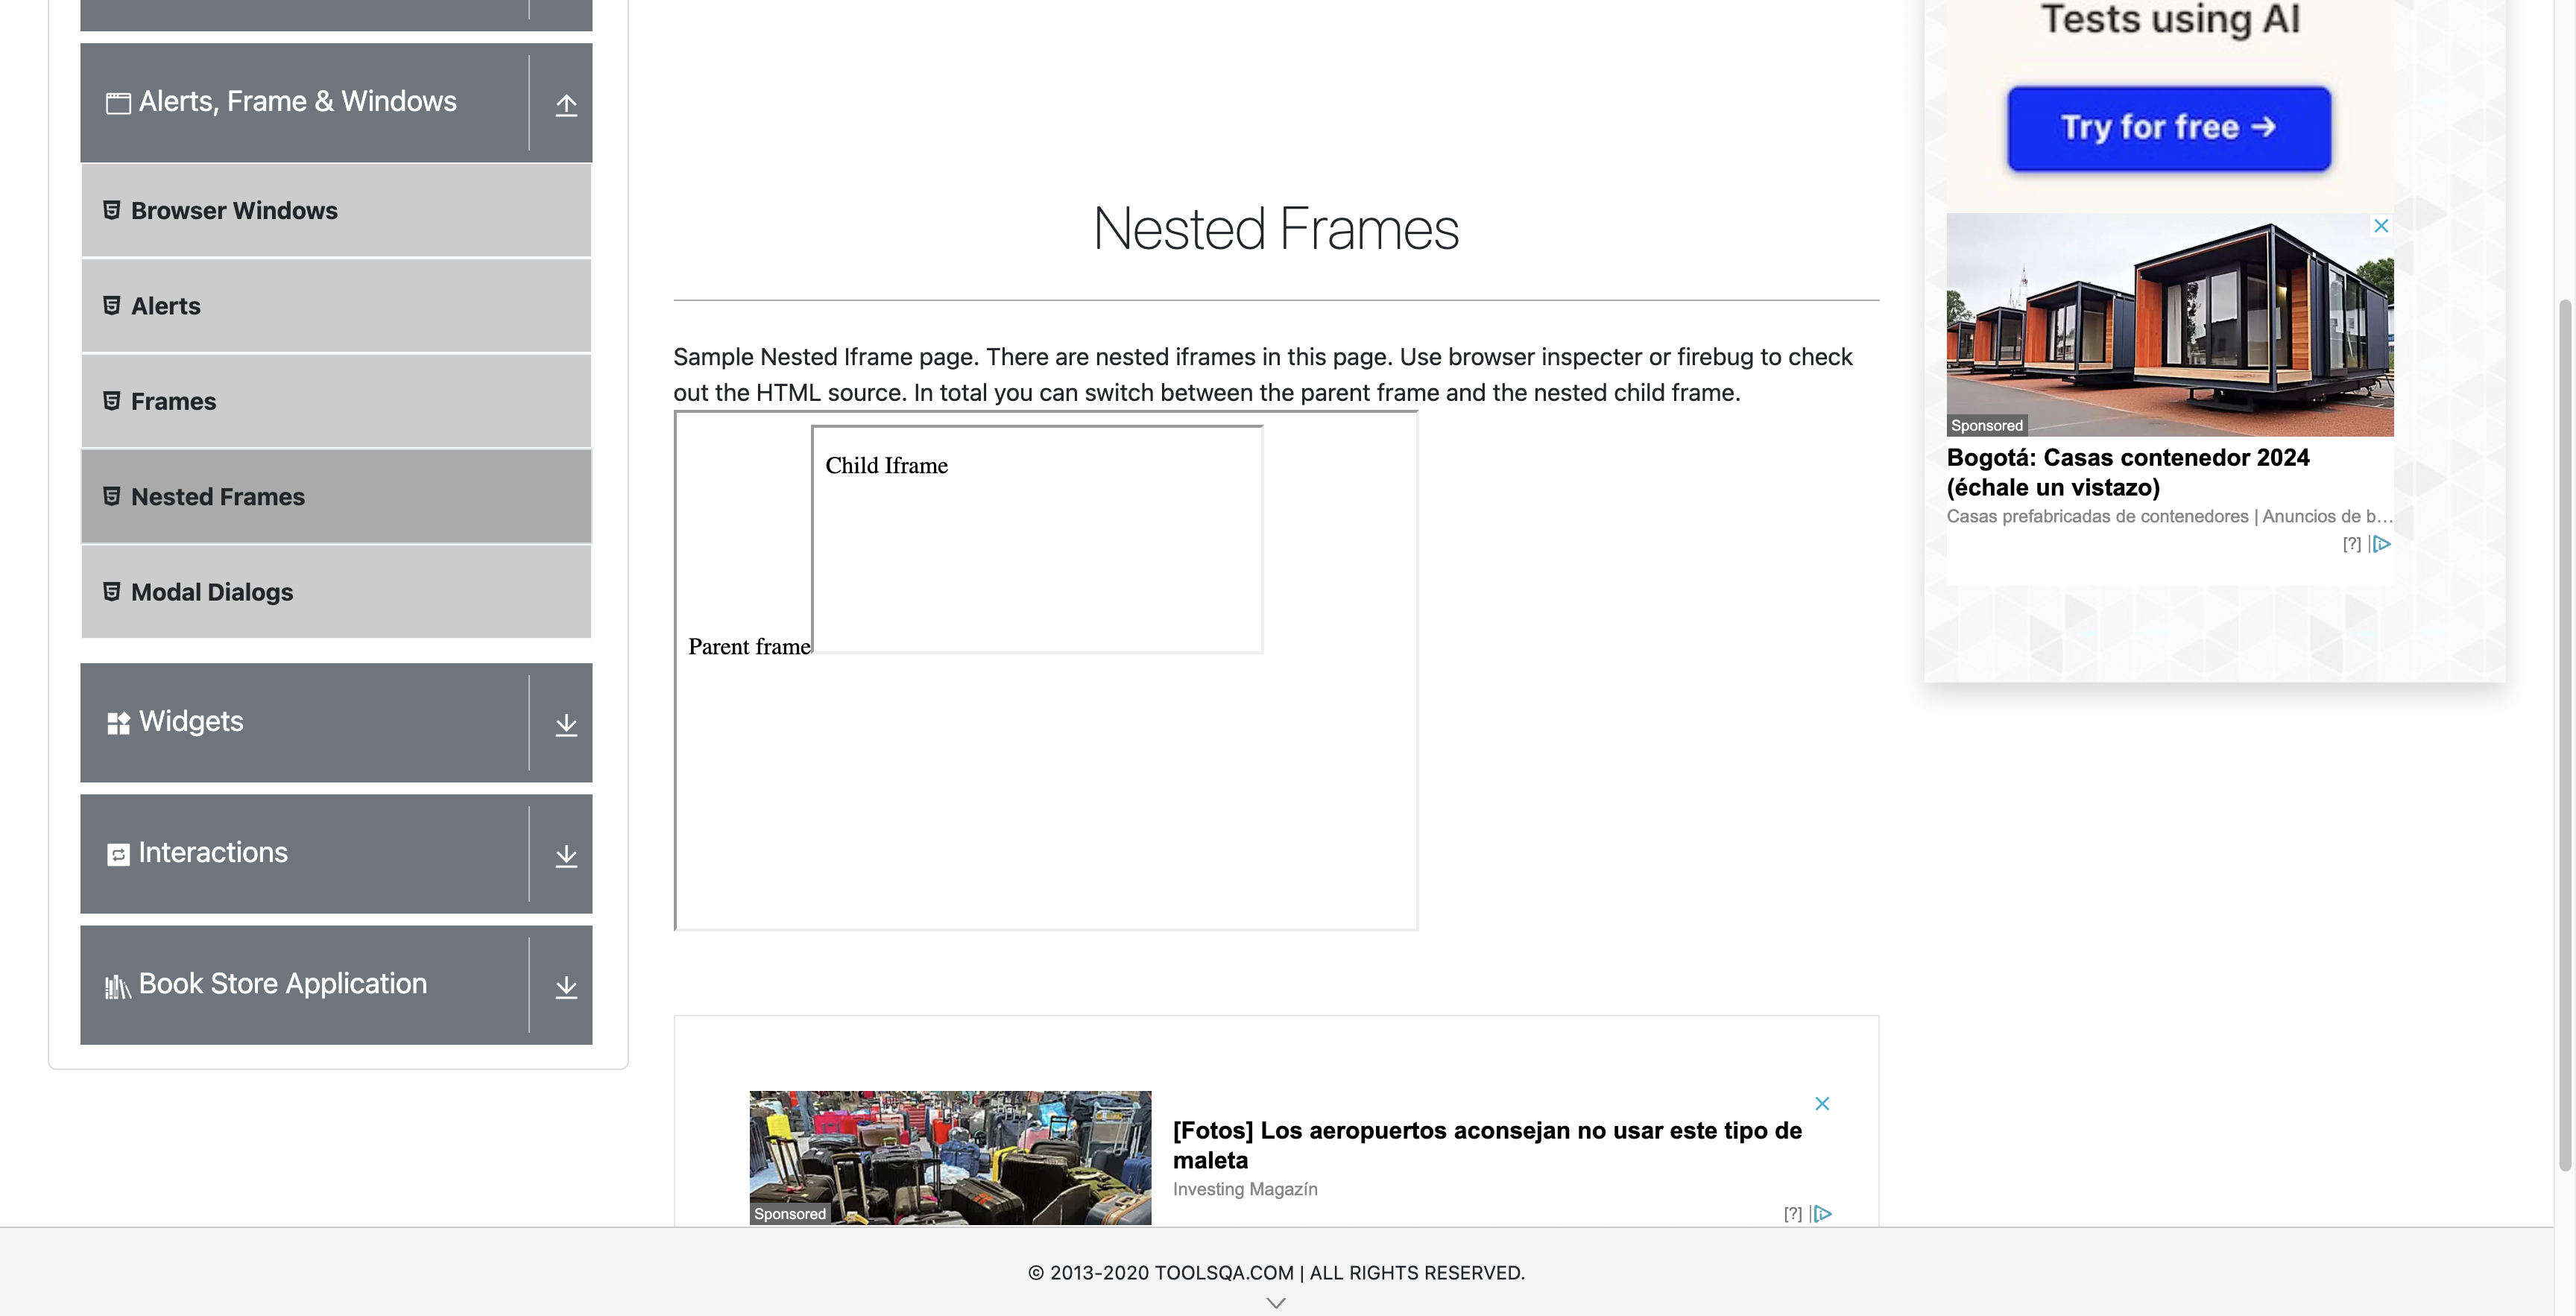 Alerts, Frame & Windows
Browser Windows
Alerts
Frames
Nested Frames
Modal Dialogs
Widgets
Interactions
Book Store Application
Nested Frames
Sample Nested Iframe page. There are nested iframes in this page. Use browser inspecter or firebug to check
out the HTML source. In total you can switch between the parent frame and the nested child frame.
Child Iframe
Parent frame
[Fotos] Los aeropuertos aconsejan no usar este tipo de
maleta
Investing Magazín
Sponsored
[?]
Tests using AI
Try for free →
Sponsored
Bogotá: Casas contenedor 2024
(échale un vistazo)
Casas prefabricadas de contenedores | Anuncios de b...
[?]
© 2013-2020 TOOLSQA.COM | ALL RIGHTS RESERVED.